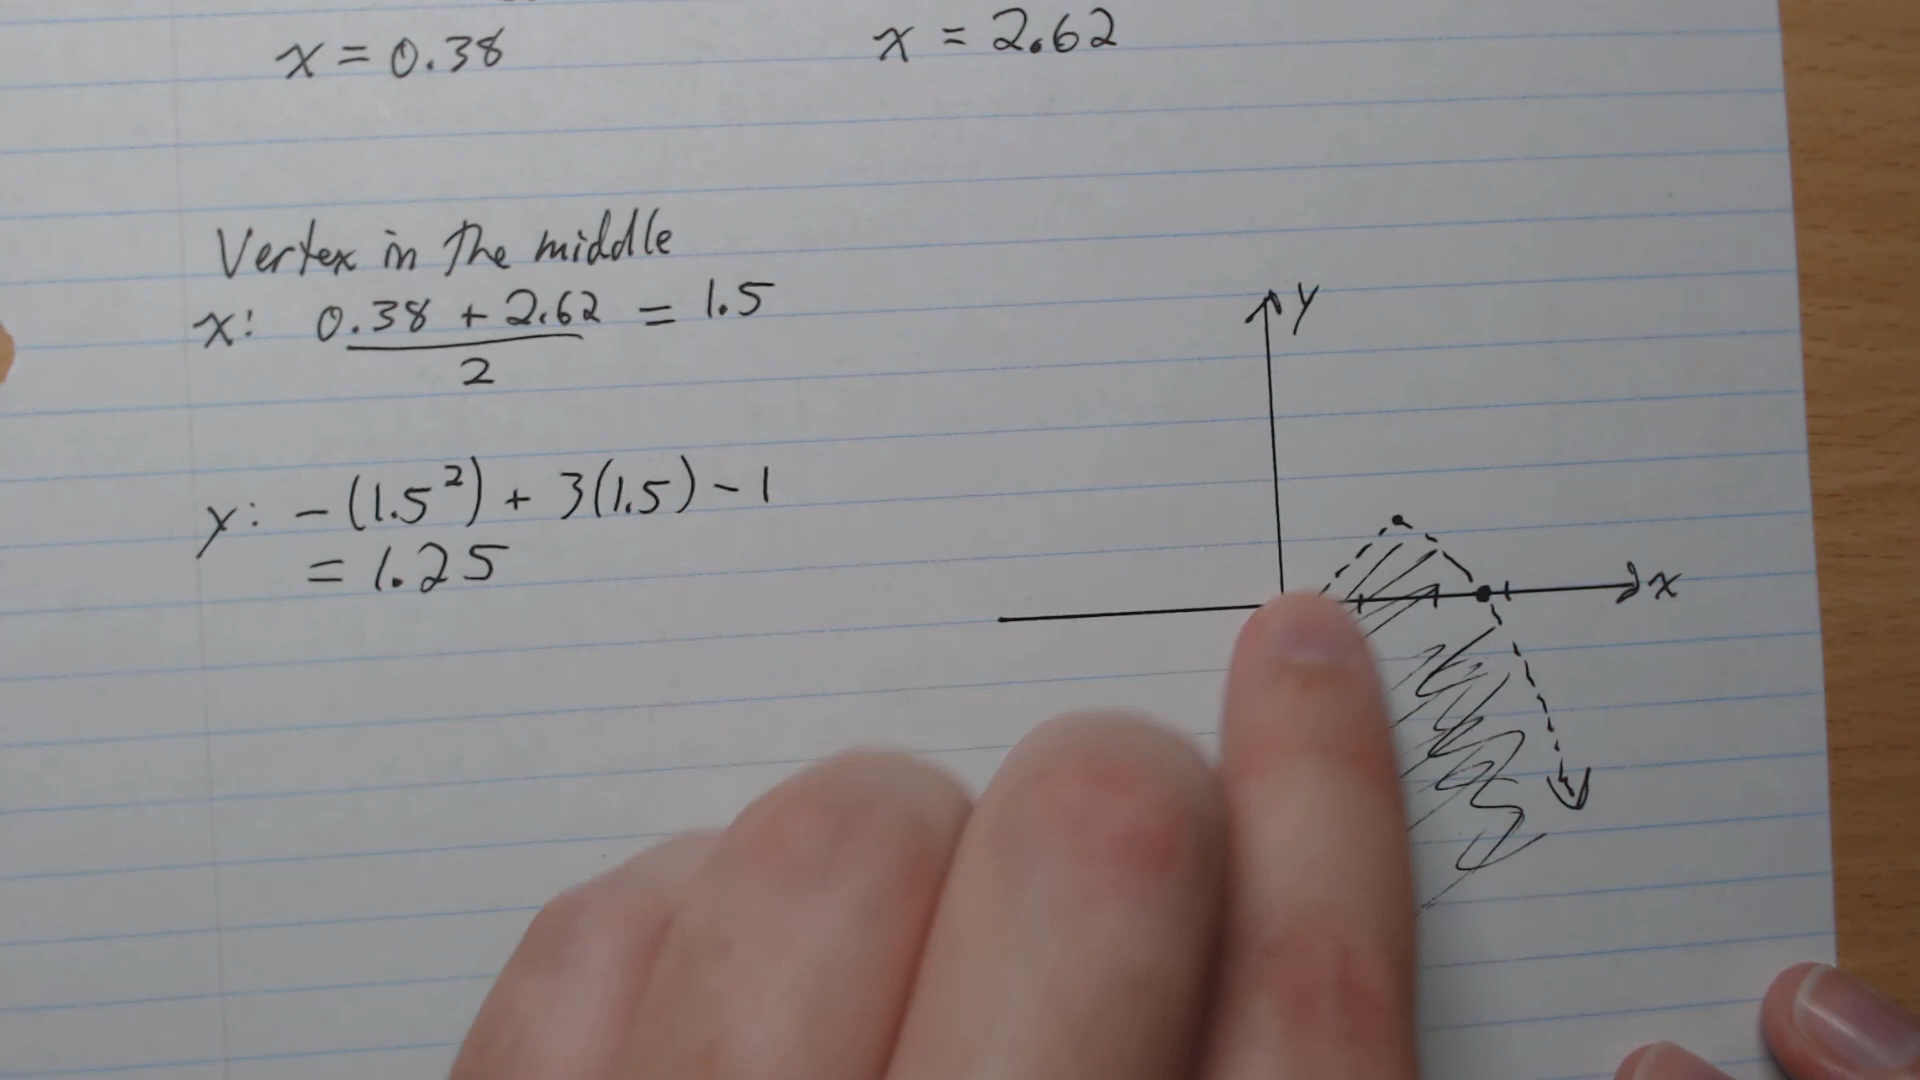 x = 0.38
x = 2.62
Vertex in the middle
x: 0.38 + 2.62 = 1.5
2
y
y: -(1.5²) + 3(1.5) - 1
= 1.25
x